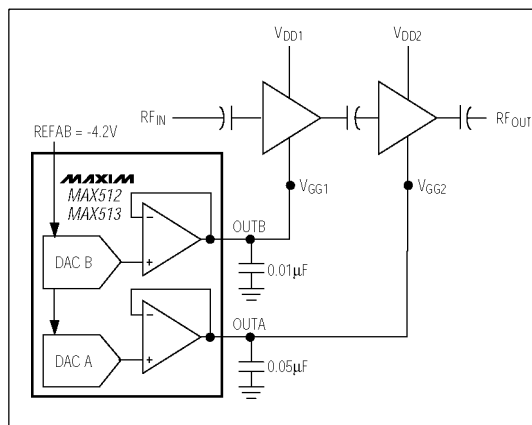 VDD1
VDD2
RFIN
RFOUT
REFAB = -4.2V
MAXIM
MAX512
MAX513
VGG1
VGG2
OUTB
DAC B
0.01µF
OUTA
DAC A
0.05µF